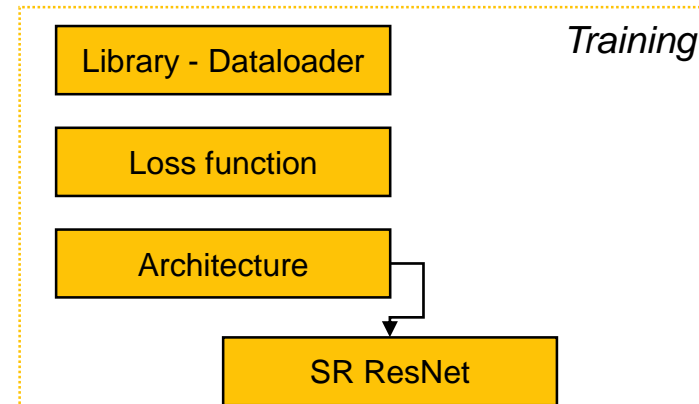 Training
Library - Dataloader
Loss function
Architecture
SR ResNet